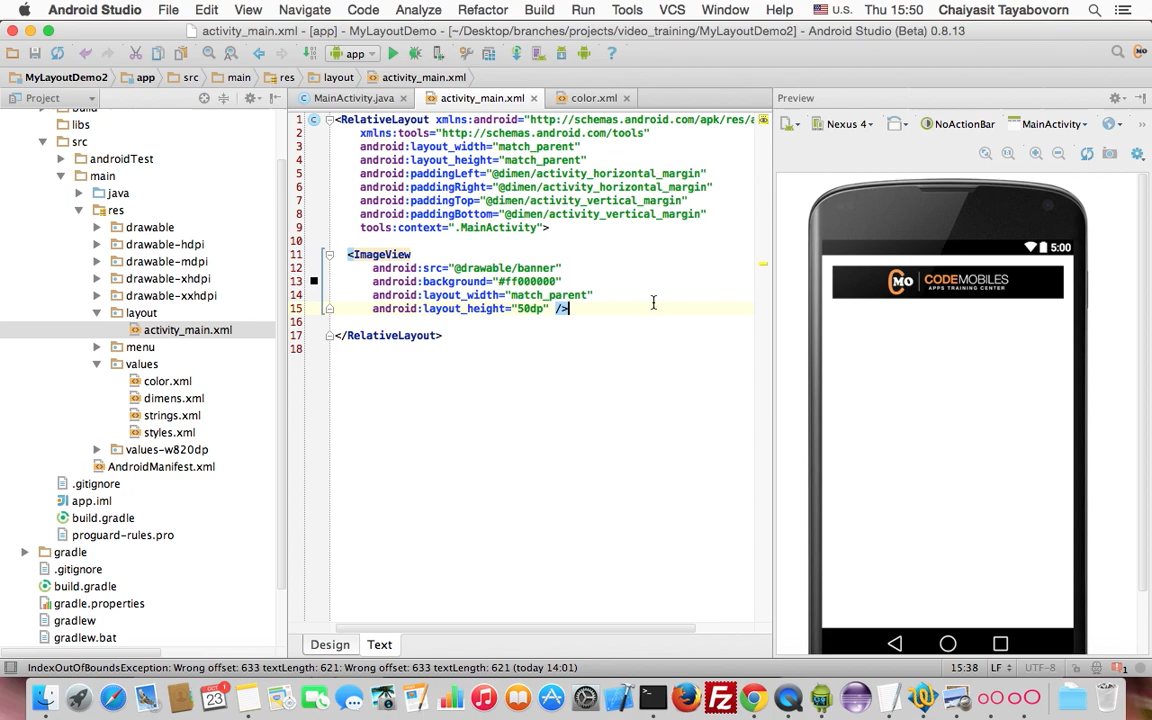 Android Studio File Edit View Navigate Code Analyze Refactor Build Run Tools VCS Window Help U.S. Thu 15:50 Chaiyasit Tayabovorn
activity_main.xml - [app] - MyLayoutDemo - [~/Desktop/branches/projects/video_training/MyLayoutDemo2] - Android Studio (Beta) 0.8.13
app
MyLayoutDemo2 app src main res layout activity_main.xml
Project
MainActivity.java activity_main.xml color.xml
Preview
Nexus 4 NoActionBar MainActivity
build
libs
src
androidTest
main
java
res
drawable
drawable-hdpi
drawable-mdpi
drawable-xhdpi
drawable-xxhdpi
layout
activity_main.xml
menu
values
color.xml
dimens.xml
strings.xml
styles.xml
values-w820dp
AndroidManifest.xml
.gitignore
app.iml
build.gradle
proguard-rules.pro
gradle
.gitignore
build.gradle
gradle.properties
gradlew
gradlew.bat
1 <RelativeLayout xmlns:android="http://schemas.android.com/apk/res/a
2 xmlns:tools="http://schemas.android.com/tools"
3 android:layout_width="match_parent"
4 android:layout_height="match_parent"
5 android:paddingLeft="@dimen/activity_horizontal_margin"
6 android:paddingRight="@dimen/activity_horizontal_margin"
7 android:paddingTop="@dimen/activity_vertical_margin"
8 android:paddingBottom="@dimen/activity_vertical_margin"
9 tools:context=".MainActivity">
10
11 <ImageView
12 android:src="@drawable/banner"
13 android:background="#ff000000"
14 android:layout_width="match_parent"
15 android:layout_height="50dp" />
16
17 </RelativeLayout>
18
5:00
CMO CODEMOBILES
APPS TRAINING CENTER
Design Text
IndexOutOfBoundsException: Wrong offset: 633 textLength: 621: Wrong offset: 633 textLength: 621 (today 14:01) 15:38 LF UTF-8 1
OCT
23